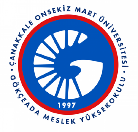 ÇANAKKALE ONSEKİZ MART ÜNİVERSİTESİ
1997
• GÖKÇEADA MESLEK YÜKSEKOKULU •